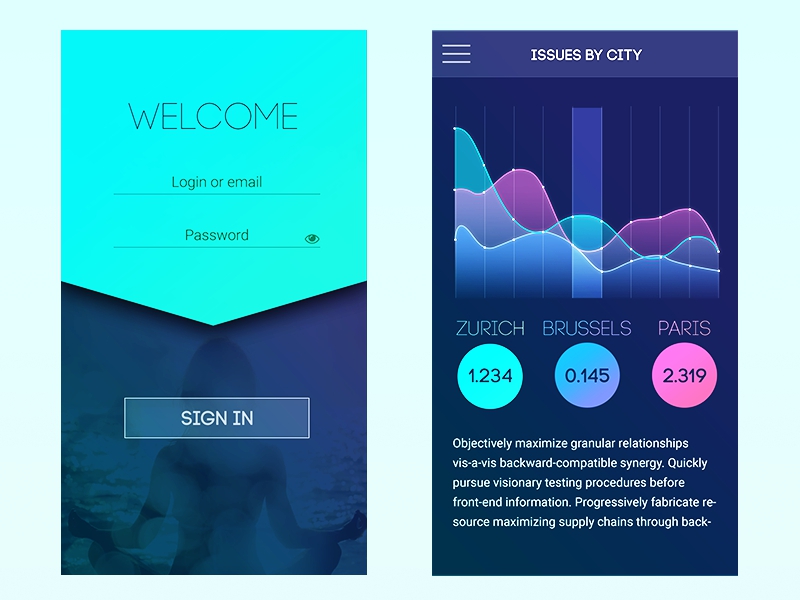 WELCOME
Login or email
Password
SIGN IN
ISSUES BY CITY
ZURICH BRUSSELS PARIS
1.234 0.145 2.319
Objectively maximize granular relationships
vis-a-vis backward-compatible synergy. Quickly
pursue visionary testing procedures before
front-end information. Progressively fabricate re-
source maximizing supply chains through back-